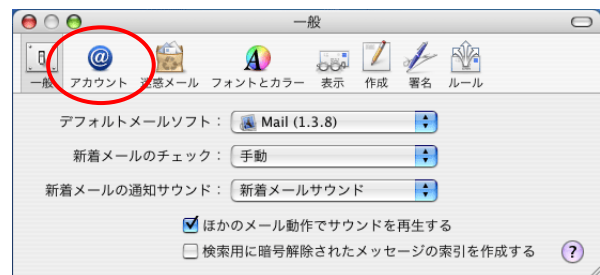 一般
一般 アカウント 迷惑メール フォントとカラー 表示 作成 署名 ルール
デフォルトメールソフト： Mail (1.3.8)
新着メールのチェック： 手動
新着メールの通知サウンド： 新着メールサウンド
ほかのメール動作でサウンドを再生する
検索用に暗号解除されたメッセージの索引を作成する ?